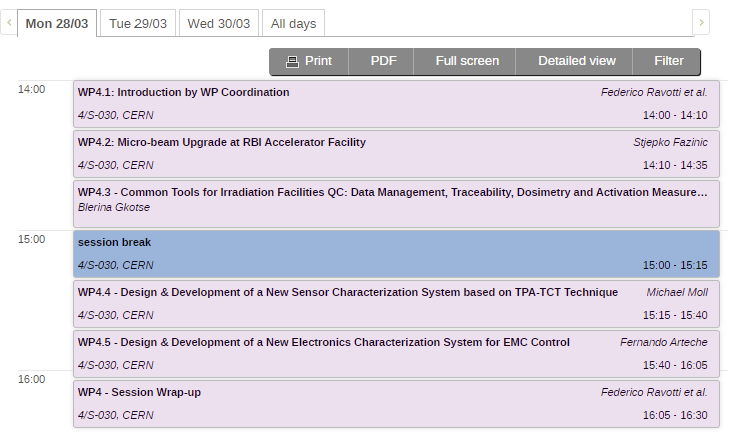 Mon 28/03 Tue 29/03 Wed 30/03 All days
Print PDF Full screen Detailed view Filter
14:00
WP4.1: Introduction by WP Coordination Federico Ravotti et al.
4/S-030, CERN 14:00 - 14:10
WP4.2: Micro-beam Upgrade at RBI Accelerator Facility Stjepko Fazinic
4/S-030, CERN 14:10 - 14:35
WP4.3 - Common Tools for Irradiation Facilities QC: Data Management, Traceability, Dosimetry and Activation Measure…
Blerina Gkotse
15:00
session break
4/S-030, CERN 15:00 - 15:15
WP4.4 - Design & Development of a New Sensor Characterization System based on TPA-TCT Technique Michael Moll
4/S-030, CERN 15:15 - 15:40
WP4.5 - Design & Development of a New Electronics Characterization System for EMC Control Fernando Arteche
4/S-030, CERN 15:40 - 16:05
16:00
WP4 - Session Wrap-up Federico Ravotti et al.
4/S-030, CERN 16:05 - 16:30